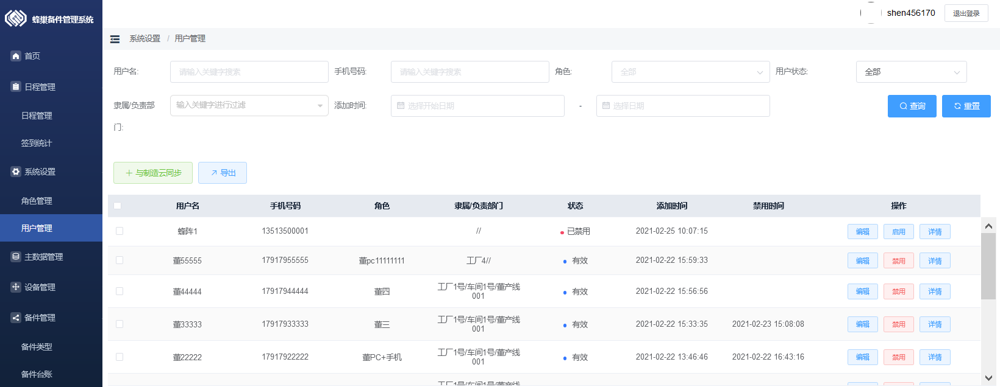 蜂巢备件管理系统
shen456170
退出登录
系统设置 / 用户管理
首页
日程管理
日程管理
签到统计
系统设置
角色管理
用户管理
主数据管理
设备管理
备件管理
备件类型
备件台账
用户名: 请输入关键字搜索 手机号码: 请输入关键字搜索 角色: 全部 用户状态: 全部
隶属/负责部门: 输入关键字进行过滤 添加时间: 选择开始日期 - 选择日期 查询 重置
与制造云同步 导出
用户名 手机号码 角色 隶属/负责部门 状态 添加时间 禁用时间 操作
蜂阵1 13513500001 // 已禁用 2021-02-25 10:07:15 编辑 启用 详情
董55555 17917955555 董pc11111111 工厂4// 有效 2021-02-22 15:59:33 编辑 禁用 详情
董44444 17917944444 董四 工厂1号/车间1号/董产线001 有效 2021-02-22 15:56:56 编辑 禁用 详情
董33333 17917933333 董三 工厂1号/车间1号/董产线001 有效 2021-02-22 15:33:35 2021-02-23 15:08:08 编辑 禁用 详情
董22222 17917922222 董PC+手机 工厂1号/车间1号/董产线001 有效 2021-02-22 13:46:46 2021-02-22 16:43:16 编辑 禁用 详情